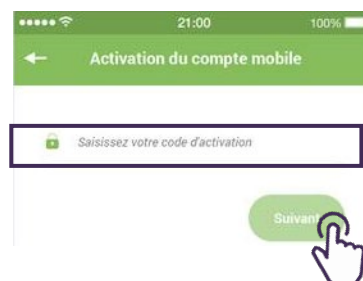 21:00 100%
Activation du compte mobile
Saisissez votre code d'activation
Suivant